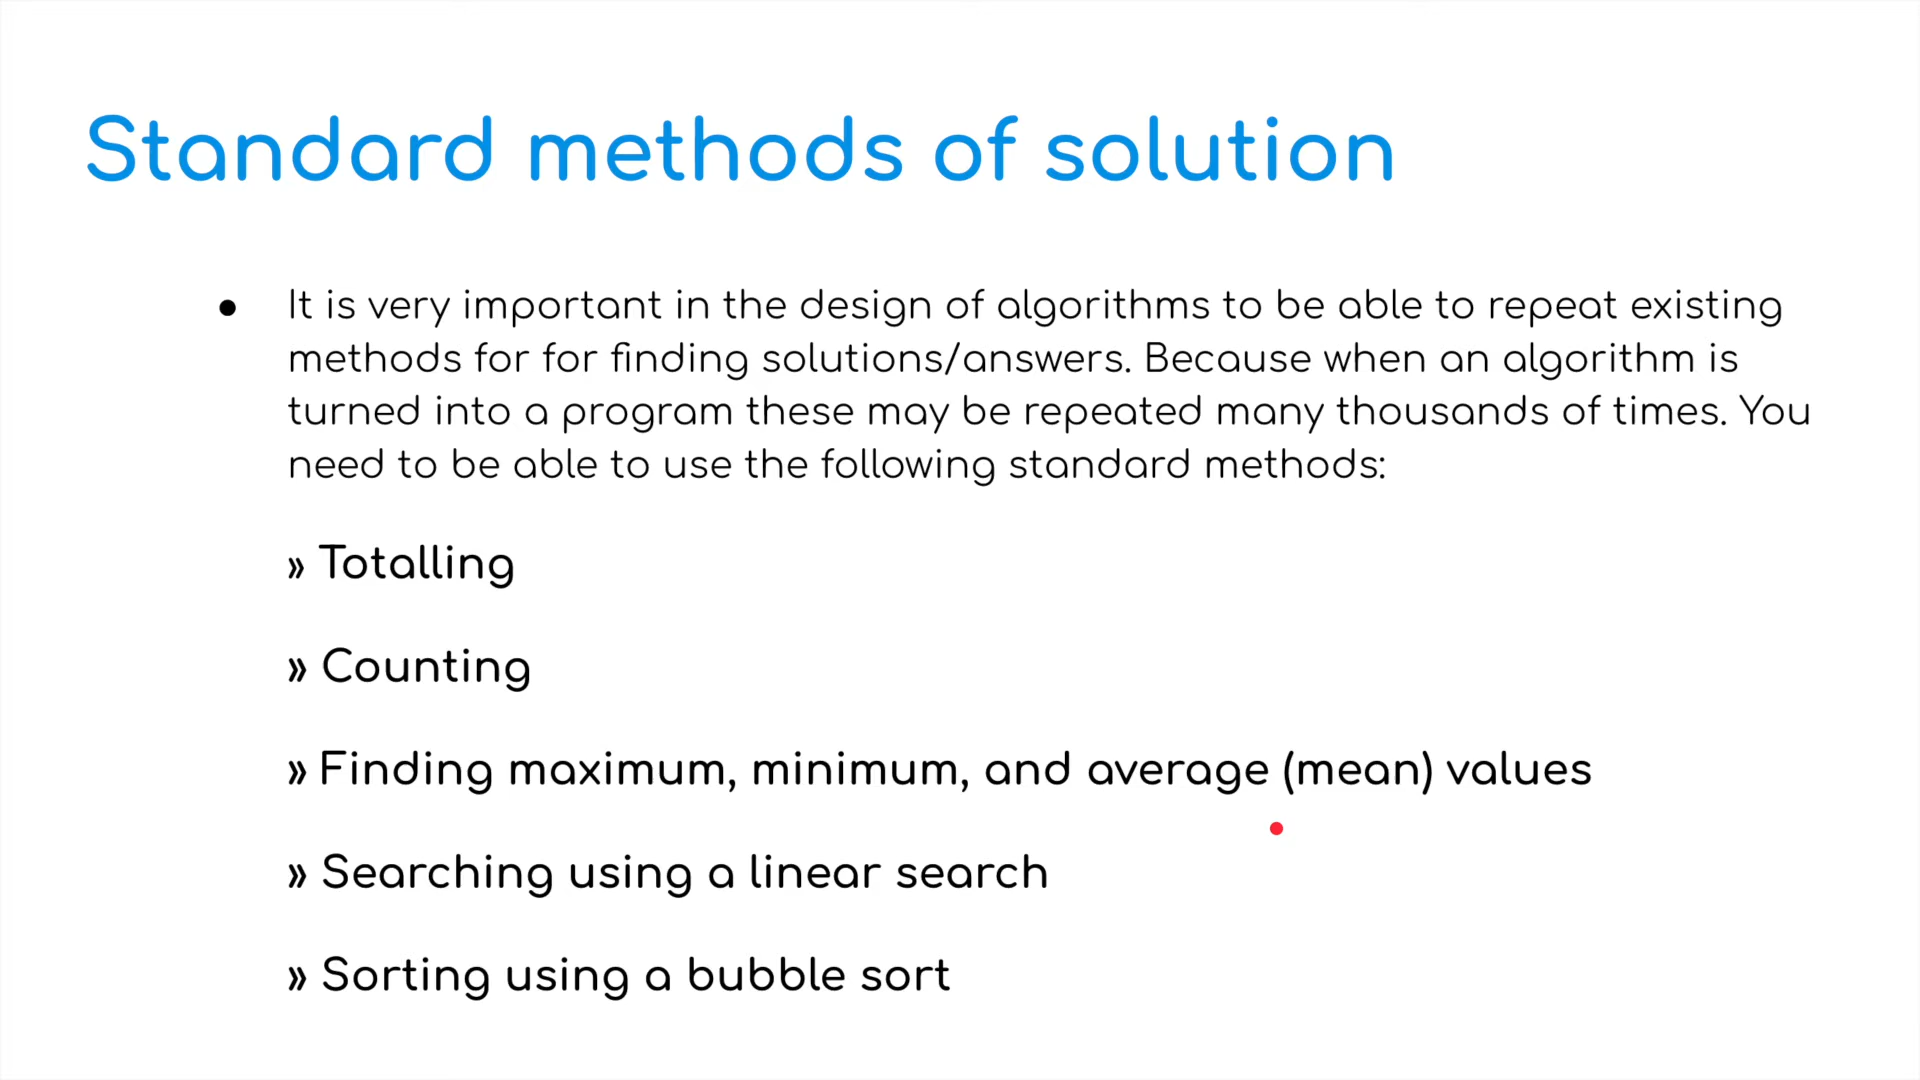 Standard methods of solution
● It is very important in the design of algorithms to be able to repeat existing
methods for for finding solutions/answers. Because when an algorithm is
turned into a program these may be repeated many thousands of times. You
need to be able to use the following standard methods:
» Totalling
» Counting
» Finding maximum, minimum, and average (mean) values
» Searching using a linear search
» Sorting using a bubble sort